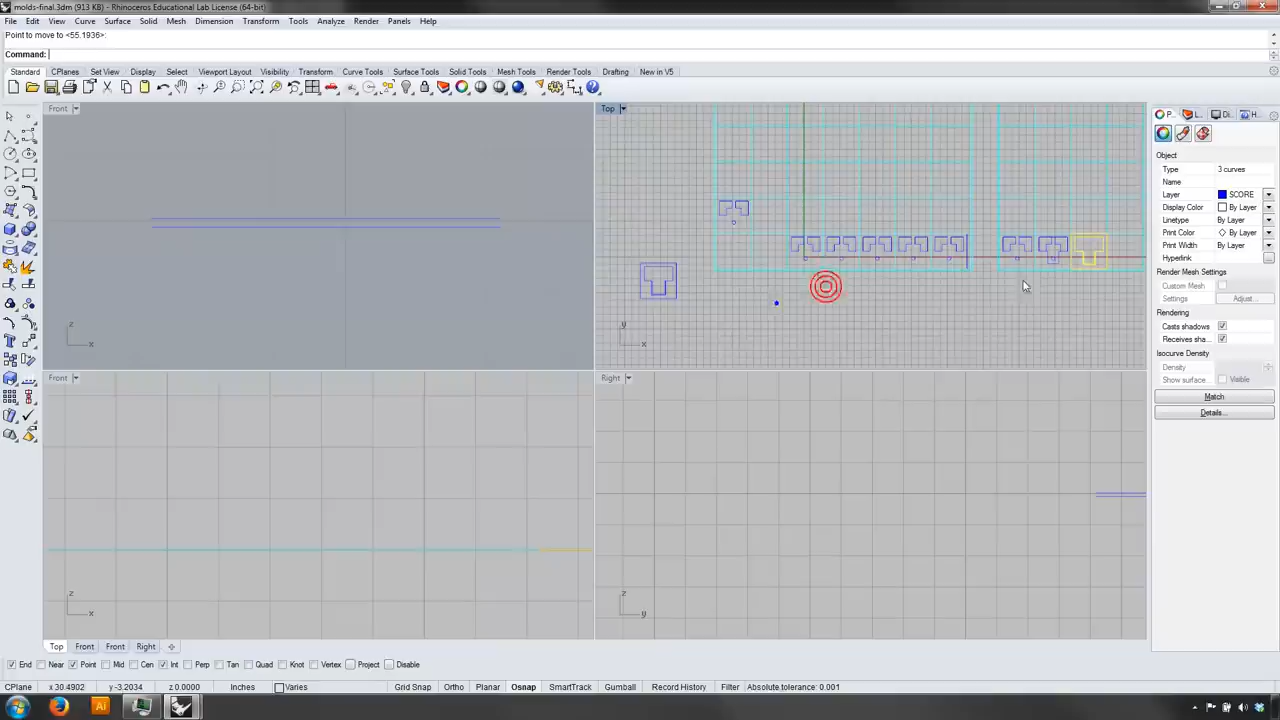 molds-final.3dm (913 KB) - Rhinoceros Educational Lab License (64-bit)
File Edit View Curve Surface Solid Mesh Dimension Transform Tools Analyze Render Panels Help
Point to move to <55.1936>:
Command:
Standard CPlanes Set View Display Select Viewport Layout Visibility Transform Curve Tools Surface Tools Solid Tools Mesh Tools Render Tools Drafting New in V5
Front
Top
P... L... Di... H...
Object
Type 3 curves
Name
Layer SCORE
Display Color By Layer
Linetype By Layer
Print Color By Layer
Print Width By Layer
Hyperlink
Render Mesh Settings
Custom Mesh
Settings Adjust...
Rendering
Casts shadows
Receives sha...
Isocurve Density
Density
Show surface... Visible
Match
Details...
z
x
y
x
Front
Right
z
x
z
y
Top Front Front Right
End Near Point Mid Cen Int Perp Tan Quad Knot Vertex Project Disable
CPlane x 30.4902 y -3.2034 z 0.0000 Inches Varies Grid Snap Ortho Planar Osnap SmartTrack Gumball Record History Filter Absolute tolerance: 0.001
Ai